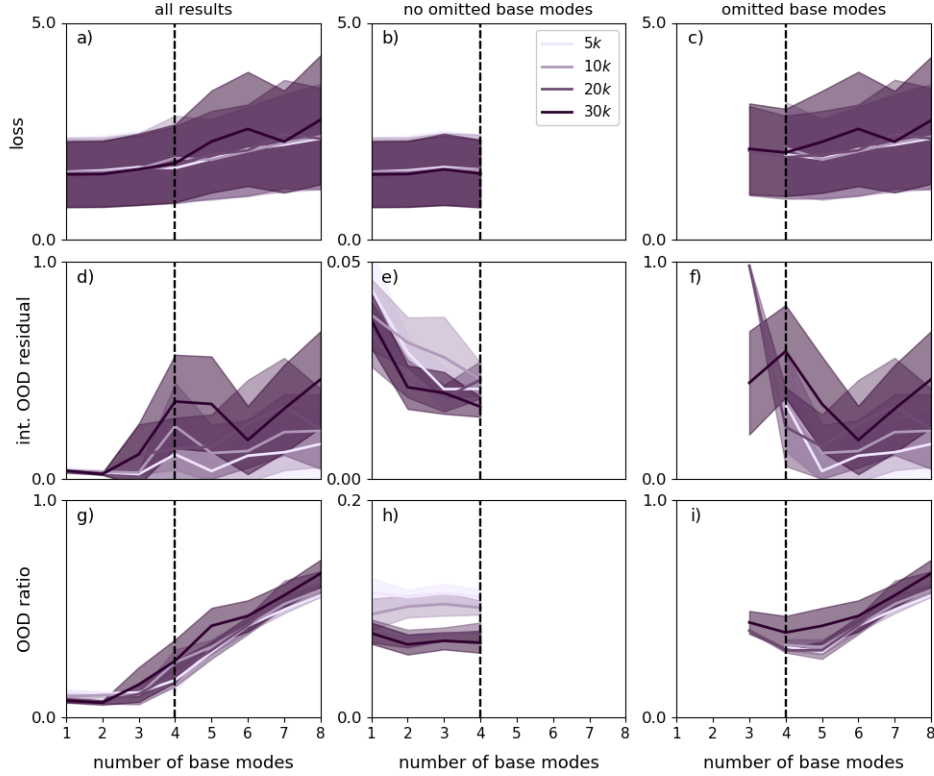 all results
no omitted base modes
omitted base modes
5.0
a)
b)
5k
10k
20k
30k
5.0
c)
loss
0.0
0.0
0.0
1.0
d)
0.05
e)
1.0
f)
int. OOD residual
0.0
0.00
0.00
1.0
g)
0.2
h)
1.0
i)
OOD ratio
0.0
0.0
0.0
1 2 3 4 5 6 7 8
1 2 3 4 5 6 7 8
1 2 3 4 5 6 7 8
number of base modes
number of base modes
number of base modes